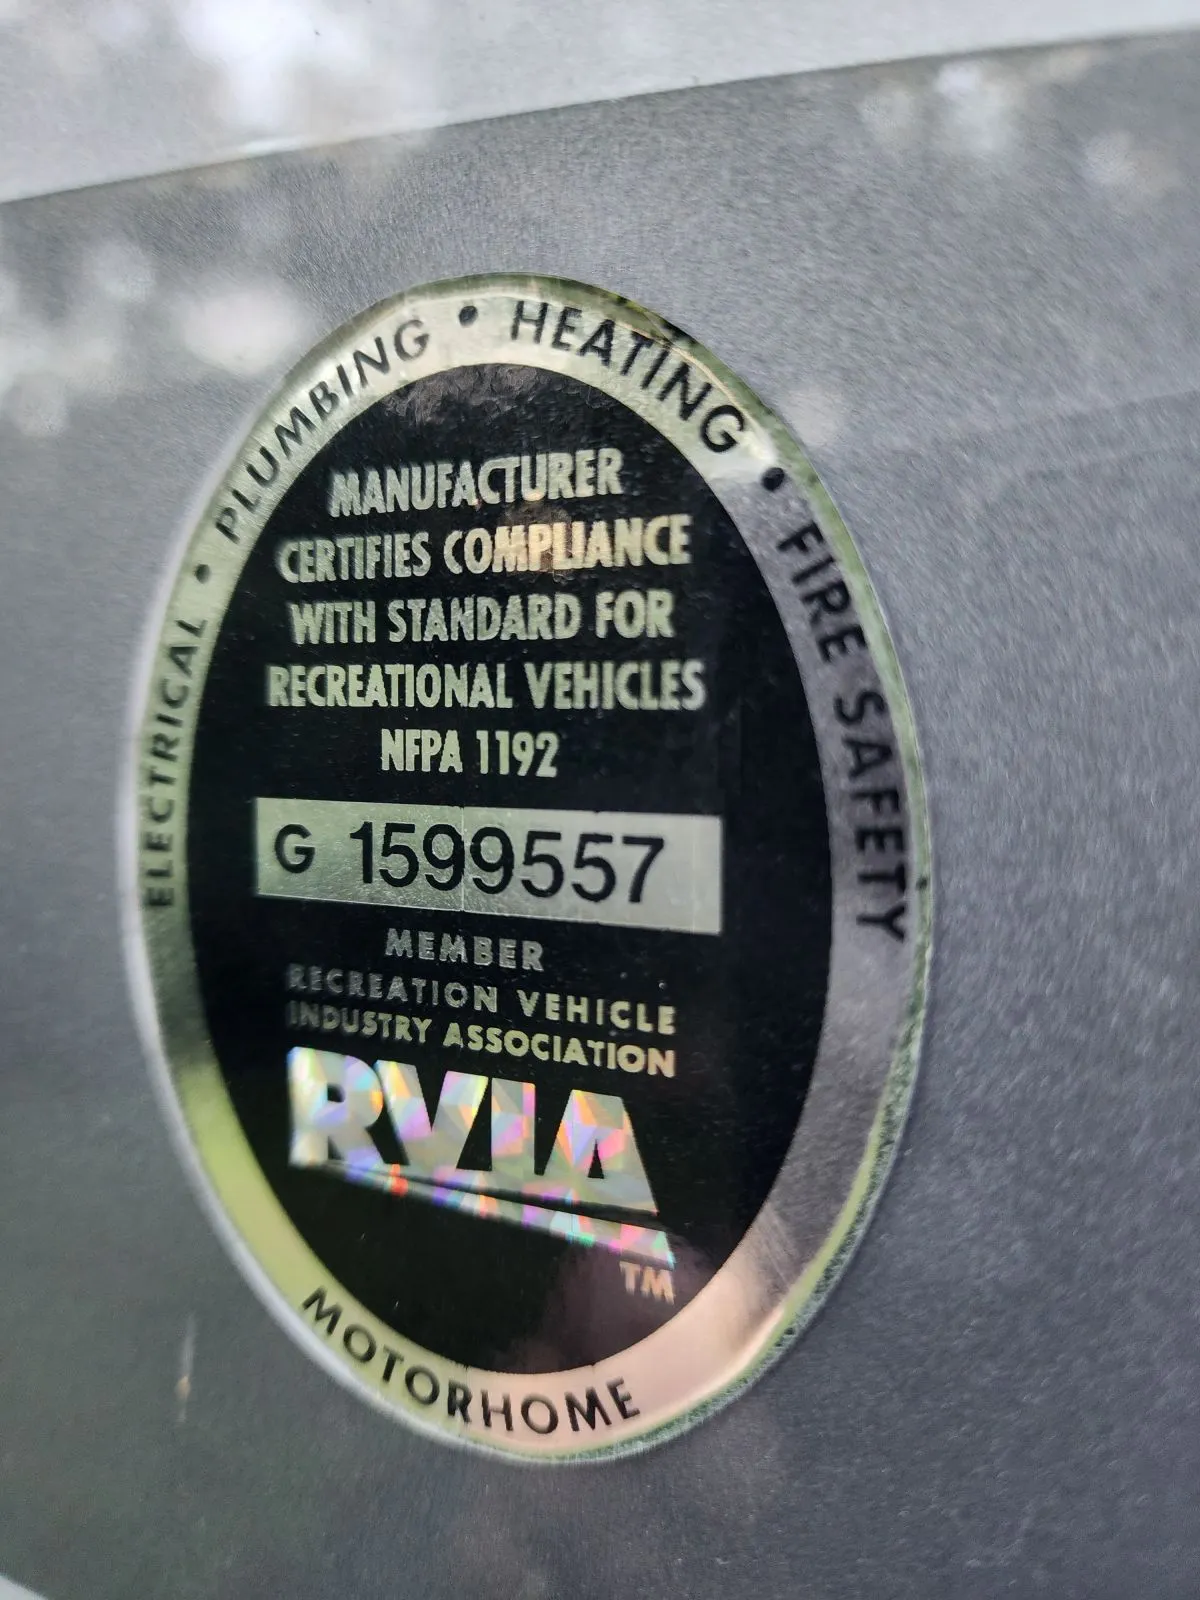 ELECTRICAL • PLUMBING • HEATING • FIRE SAFETY
MANUFACTURER
CERTIFIES COMPLIANCE
WITH STANDARD FOR
RECREATIONAL VEHICLES
NFPA 1192
G 1599557
MEMBER
RECREATION VEHICLE
INDUSTRY ASSOCIATION
RVIA
TM
MOTORHOME